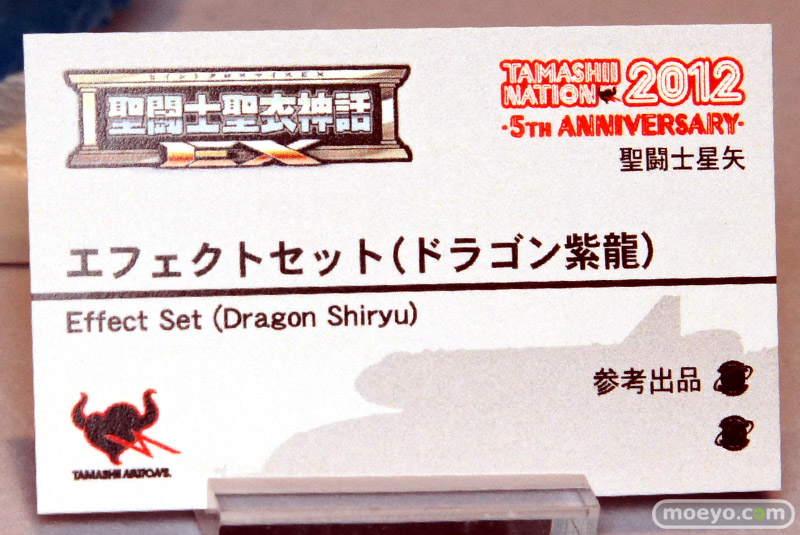 聖闘士聖衣神話
EX
TAMASHII
NATION 2012
·5TH ANNIVERSARY·
聖闘士星矢
エフェクトセット(ドラゴン紫龍)
Effect Set (Dragon Shiryu)
参考出品
TAMASHII NATIONS.
moeyo.com